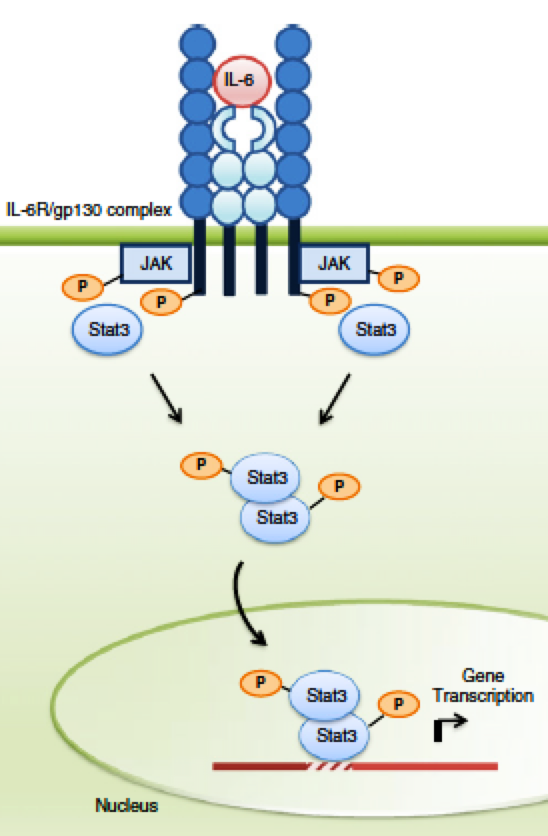 IL-6
IL-6R/gp130 complex
JAK
JAK
P
P
P
P
Stat3
Stat3
P
Stat3
P
Stat3
P
Stat3
P
Stat3
Gene
Transcription
Nucleus